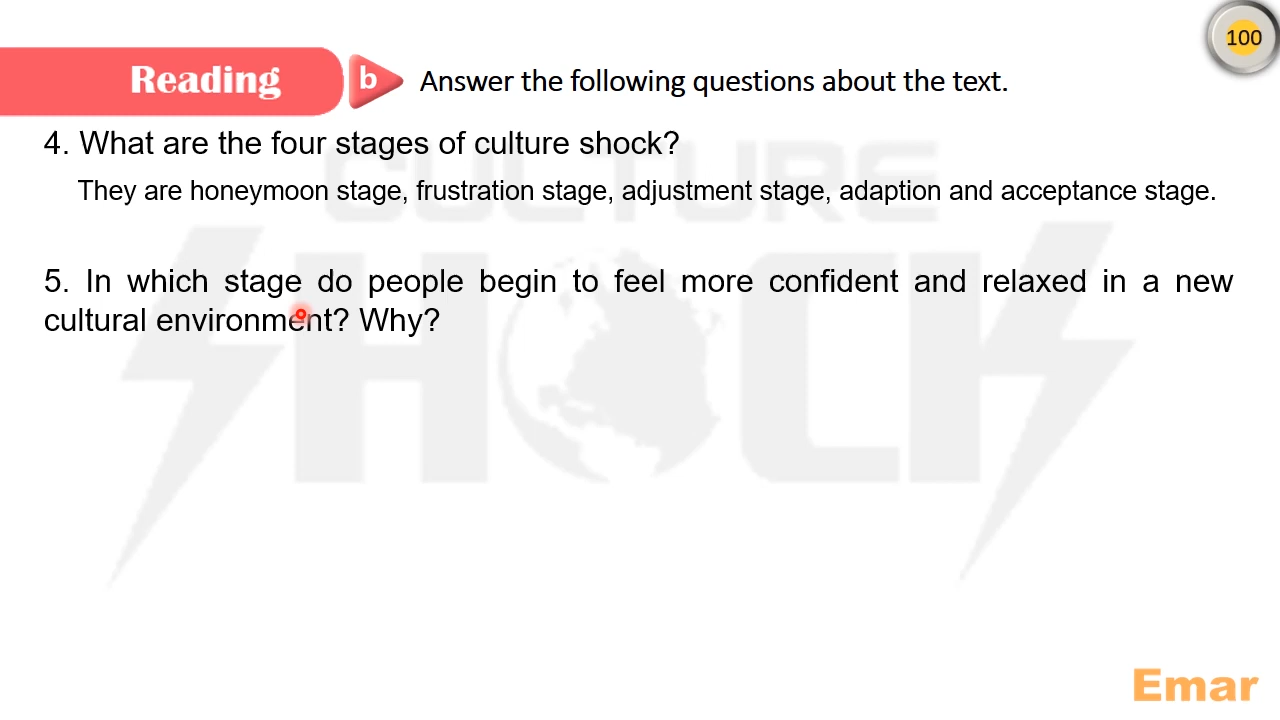 100
Reading b Answer the following questions about the text.
4. What are the four stages of culture shock?
They are honeymoon stage, frustration stage, adjustment stage, adaption and acceptance stage.
5. In which stage do people begin to feel more confident and relaxed in a new
cultural environment? Why?
CULTURE
SHOCK
Emar